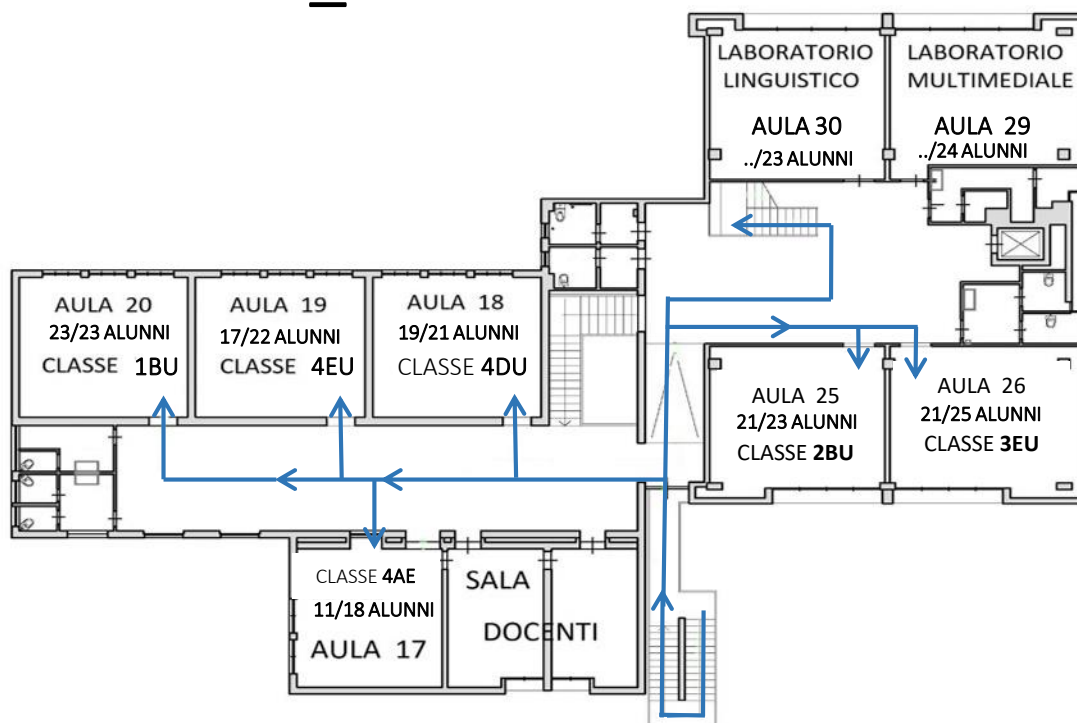 LABORATORIO
LINGUISTICO
AULA 30
../23 ALUNNI
LABORATORIO
MULTIMEDIALE
AULA 29
../24 ALUNNI
AULA 20
23/23 ALUNNI
CLASSE 1BU
AULA 19
17/22 ALUNNI
CLASSE 4EU
AULA 18
19/21 ALUNNI
CLASSE 4DU
AULA 25
21/23 ALUNNI
CLASSE 2BU
AULA 26
21/25 ALUNNI
CLASSE 3EU
CLASSE 4AE
11/18 ALUNNI
AULA 17
SALA
DOCENTI